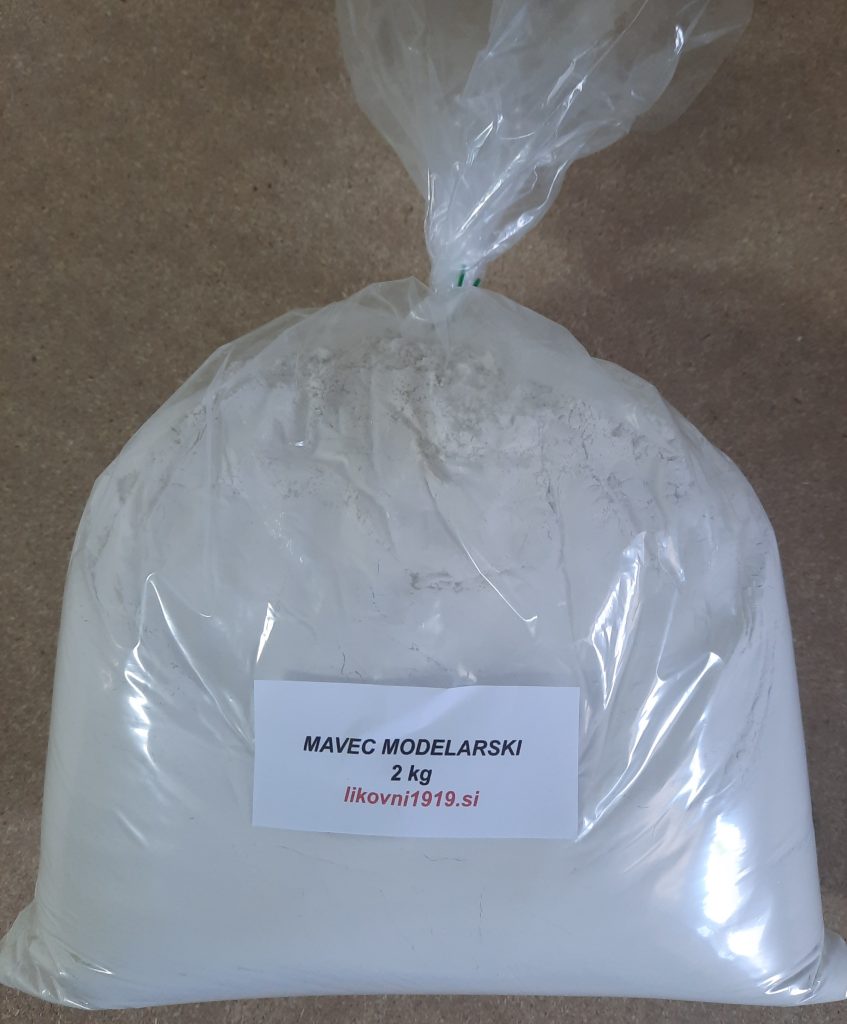 MAVEC MODELARSKI
2 kg
likovni1919.si